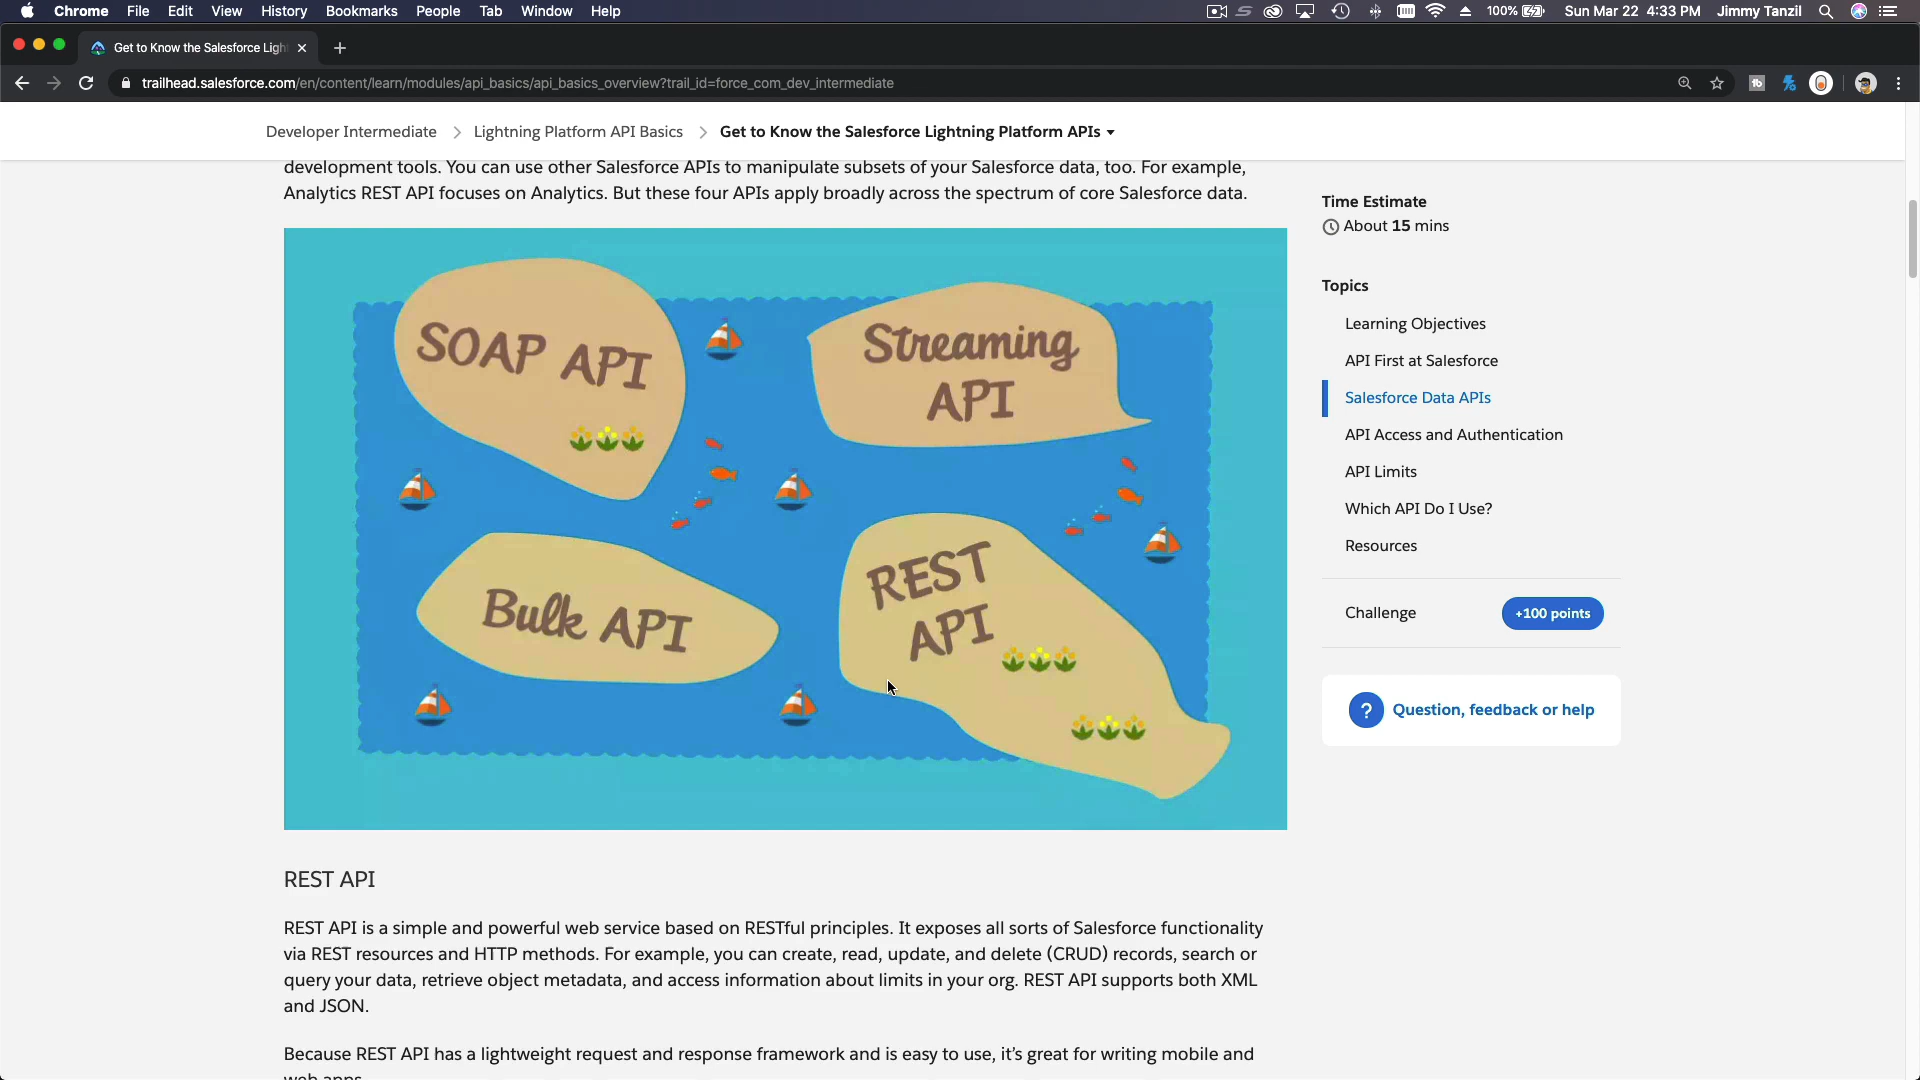 Chrome File Edit View History Bookmarks People Tab Window Help 100% Sun Mar 22 4:33 PM Jimmy Tanzil
Get to Know the Salesforce Ligh
trailhead.salesforce.com/en/content/learn/modules/api_basics/api_basics_overview?trail_id=force_com_dev_intermediate
Developer Intermediate > Lightning Platform API Basics > Get to Know the Salesforce Lightning Platform APIs
development tools. You can use other Salesforce APIs to manipulate subsets of your Salesforce data, too. For example,
Analytics REST API focuses on Analytics. But these four APIs apply broadly across the spectrum of core Salesforce data.
SOAP API
Streaming
API
Bulk API
REST
API
REST API
REST API is a simple and powerful web service based on RESTful principles. It exposes all sorts of Salesforce functionality
via REST resources and HTTP methods. For example, you can create, read, update, and delete (CRUD) records, search or
query your data, retrieve object metadata, and access information about limits in your org. REST API supports both XML
and JSON.
Because REST API has a lightweight request and response framework and is easy to use, it's great for writing mobile and
web apps.
Time Estimate
About 15 mins
Topics
Learning Objectives
API First at Salesforce
Salesforce Data APIs
API Access and Authentication
API Limits
Which API Do I Use?
Resources
Challenge +100 points
? Question, feedback or help